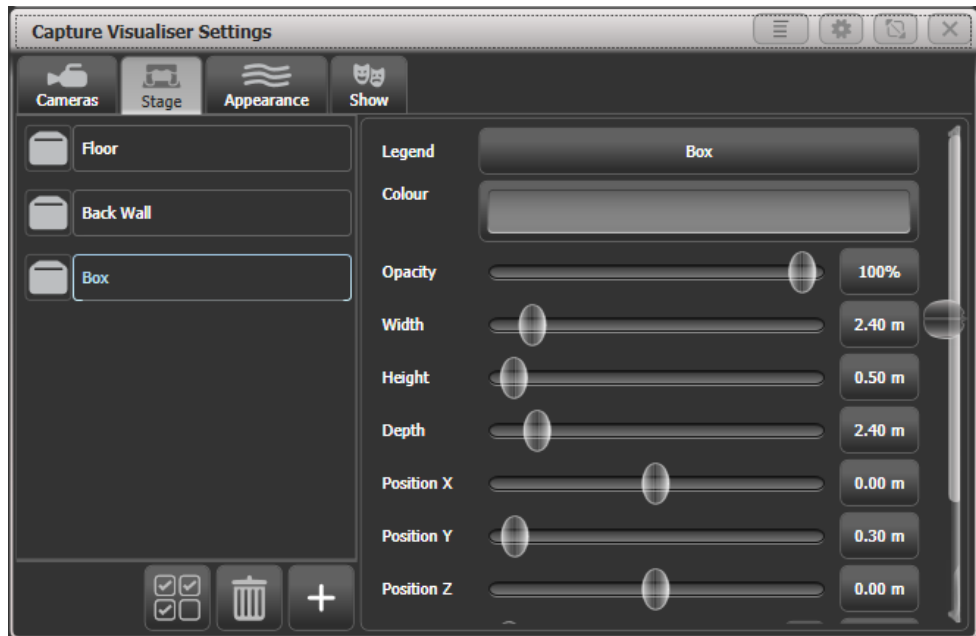 Capture Visualiser Settings
Cameras Stage Appearance Show
Floor
Back Wall
Box
Legend Box
Colour
Opacity 100%
Width 2.40 m
Height 0.50 m
Depth 2.40 m
Position X 0.00 m
Position Y 0.30 m
Position Z 0.00 m